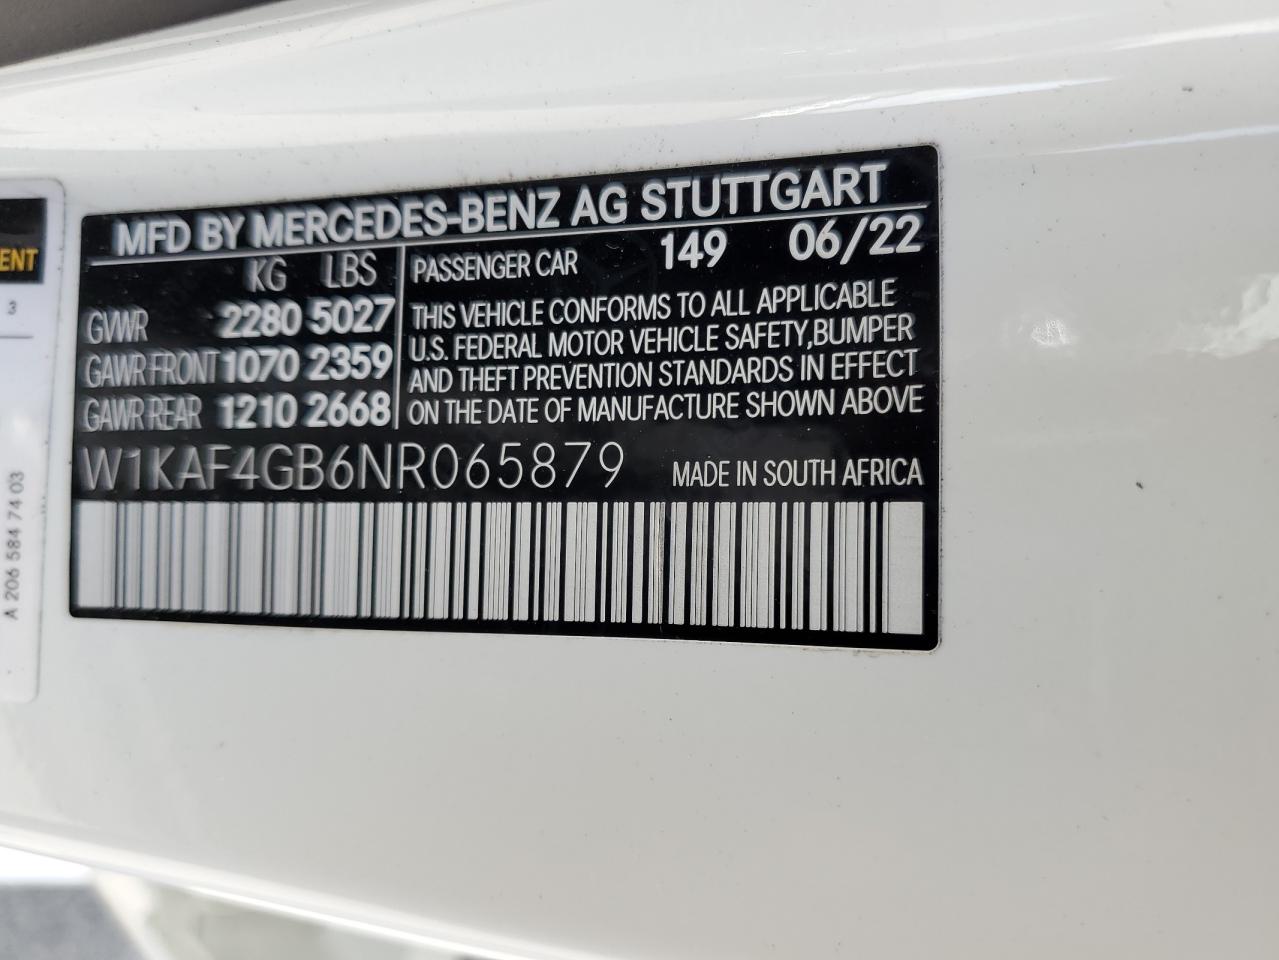 MFD BY MERCEDES-BENZ AG STUTTGART
KG LBS
GVWR 2280 5027
GAWR FRONT 1070 2359
GAWR REAR 1210 2668
PASSENGER CAR 149 06/22
THIS VEHICLE CONFORMS TO ALL APPLICABLE
U.S. FEDERAL MOTOR VEHICLE SAFETY,BUMPER
AND THEFT PREVENTION STANDARDS IN EFFECT
ON THE DATE OF MANUFACTURE SHOWN ABOVE
W1KAF4GB6NR065879 MADE IN SOUTH AFRICA
ENT
3
A 206 584 74 03